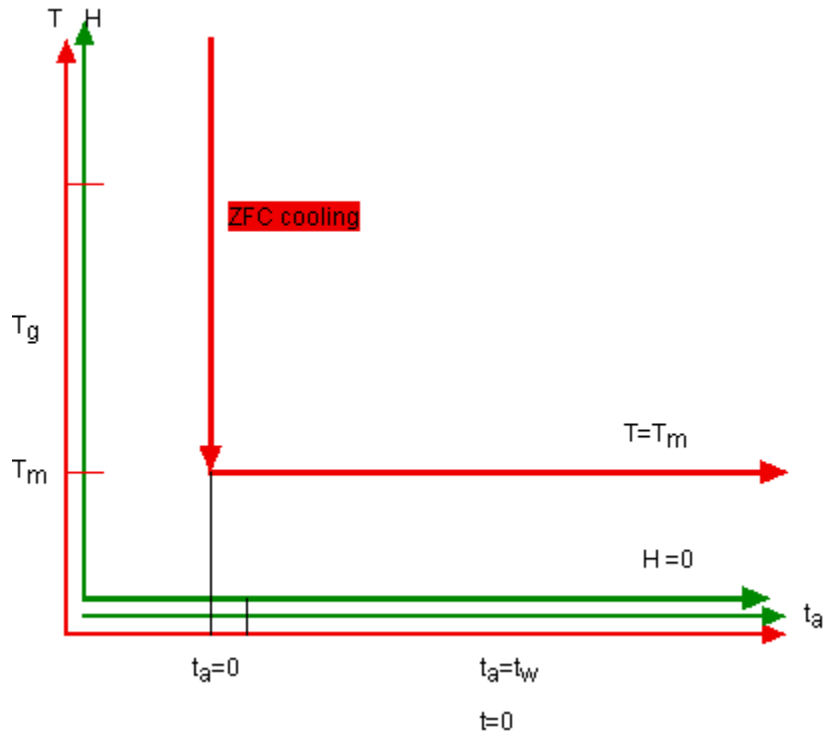 T H
ZFC cooling
Tg
T=Tm
Tm
H =0
ta
ta=0 ta=tw
t=0